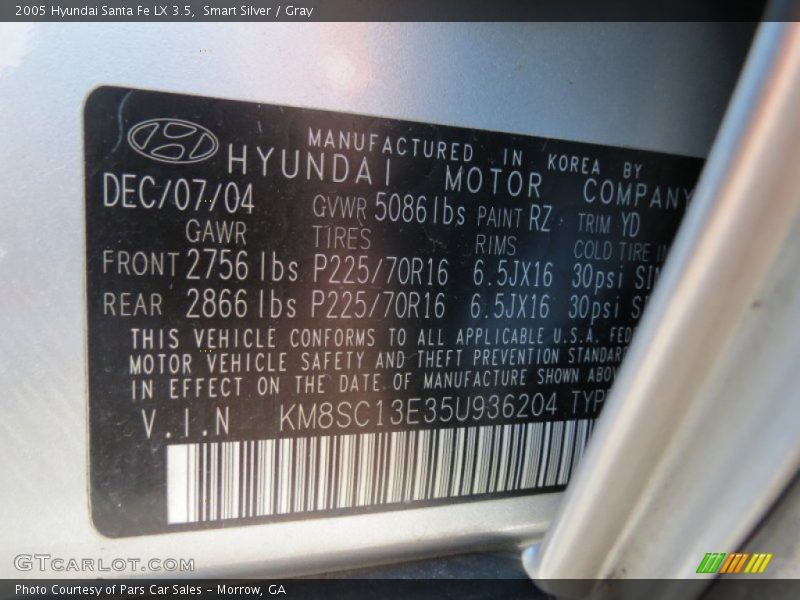 2005 Hyundai Santa Fe LX 3.5, Smart Silver / Gray
MANUFACTURED IN KOREA BY
HYUNDAI MOTOR COMPANY
DEC/07/04 GVWR 5086 lbs PAINT RZ TRIM YD
GAWR TIRES RIMS COLD TIRE
FRONT 2756 lbs P225/70R16 6.5JX16 30psi
REAR 2866 lbs P225/70R16 6.5JX16 30psi
THIS VEHICLE CONFORMS TO ALL APPLICABLE U.S.A.
MOTOR VEHICLE SAFETY AND THEFT PREVENTION
IN EFFECT ON THE DATE OF MANUFACTURE SHOWN
V.I.N KM8SC13E35U936204 TYPE
GTcarlot.com
Photo Courtesy of Pars Car Sales - Morrow, GA